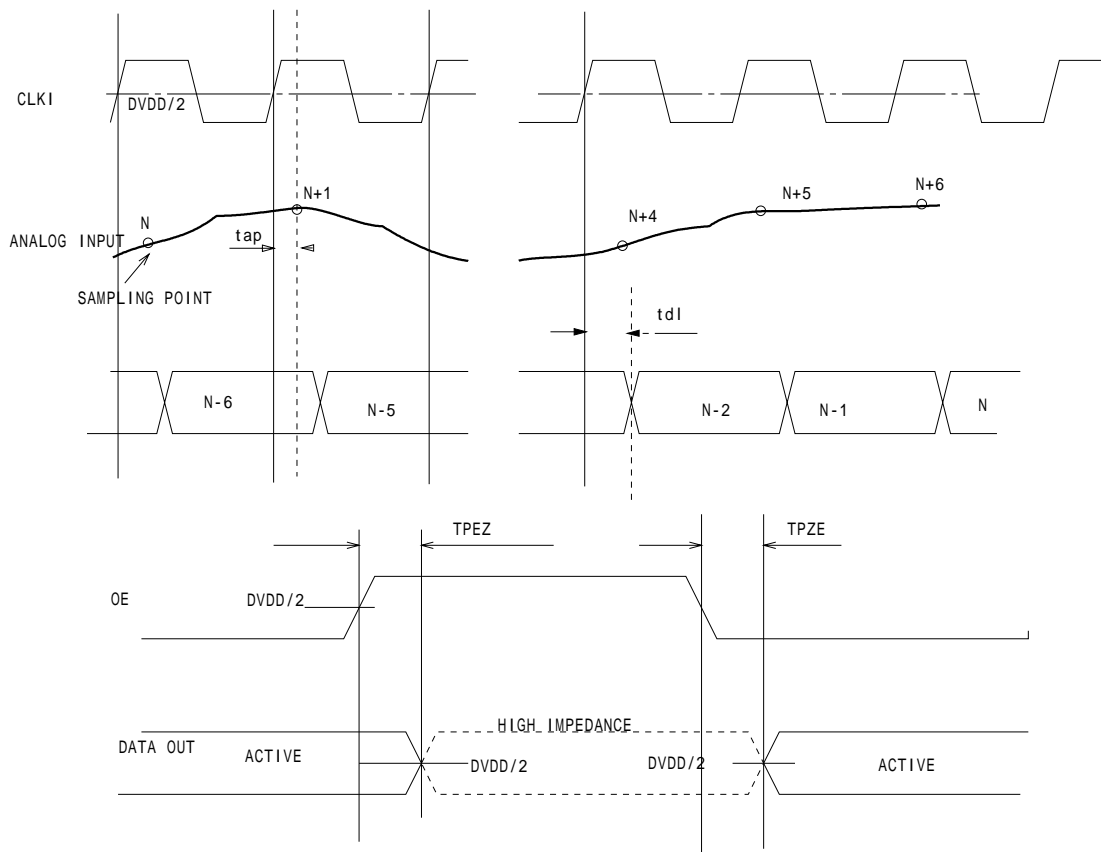 CLKI
DVDD/2
N
N+1
N+4
N+5
N+6
ANALOG INPUT
tap
SAMPLING POINT
tdl
N-6
N-5
N-2
N-1
N
TPEZ
TPZE
OE
DVDD/2
HIGH IMPEDANCE
DATA OUT
ACTIVE
DVDD/2
DVDD/2
ACTIVE